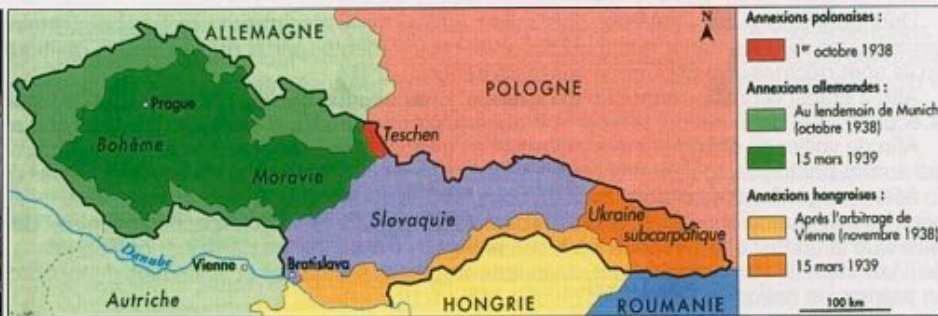 ALLEMAGNE
POLOGNE
Prague
Bohême
Teschen
Moravie
Slovaquie
Ukraine
subcarpatique
Danube
Vienne
Bratislava
Autriche
HONGRIE
ROUMANIE
N
Annexions polonaises :
1er octobre 1938
Annexions allemandes :
Au lendemain de Munich
(octobre 1938)
15 mars 1939
Annexions hongroises :
Après l'arbitrage de
Vienne (novembre 1938)
15 mars 1939
100 km